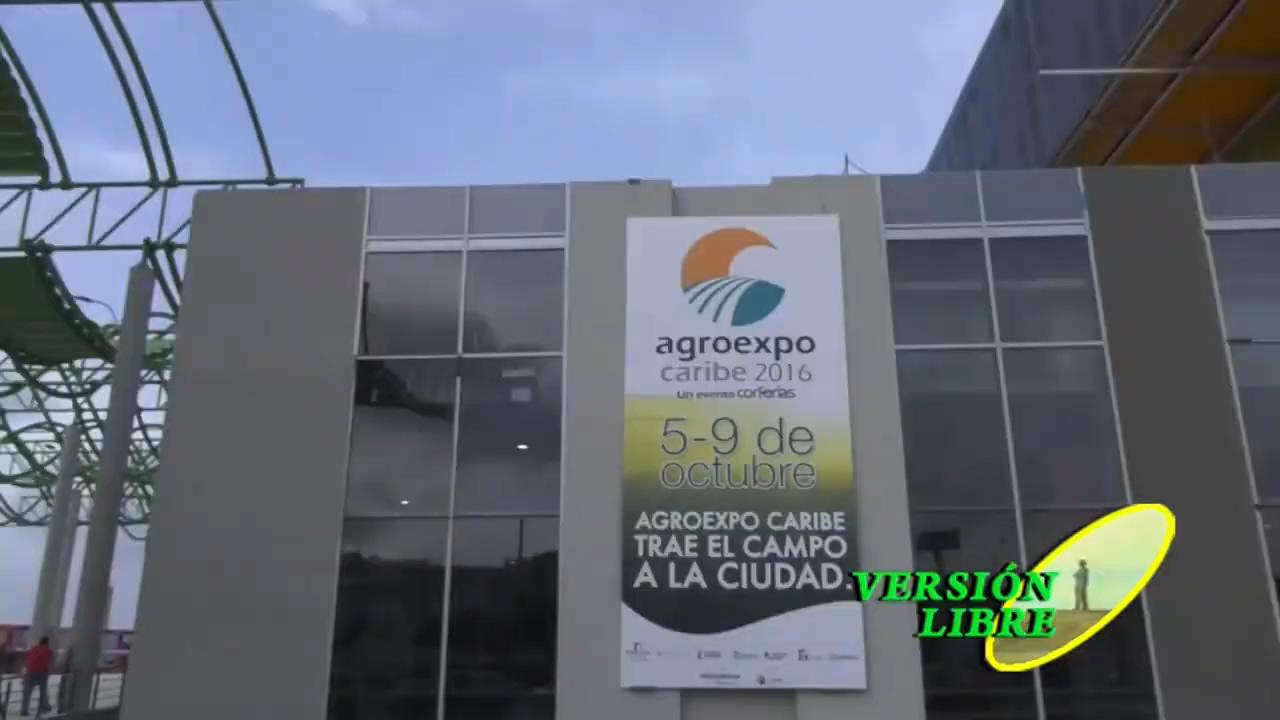 agroexpo
caribe 2016
Un evento corferias
5-9 de
octubre
AGROEXPO CARIBE
TRAE EL CAMPO
A LA CIUDAD.
VERSIÓN
LIBRE